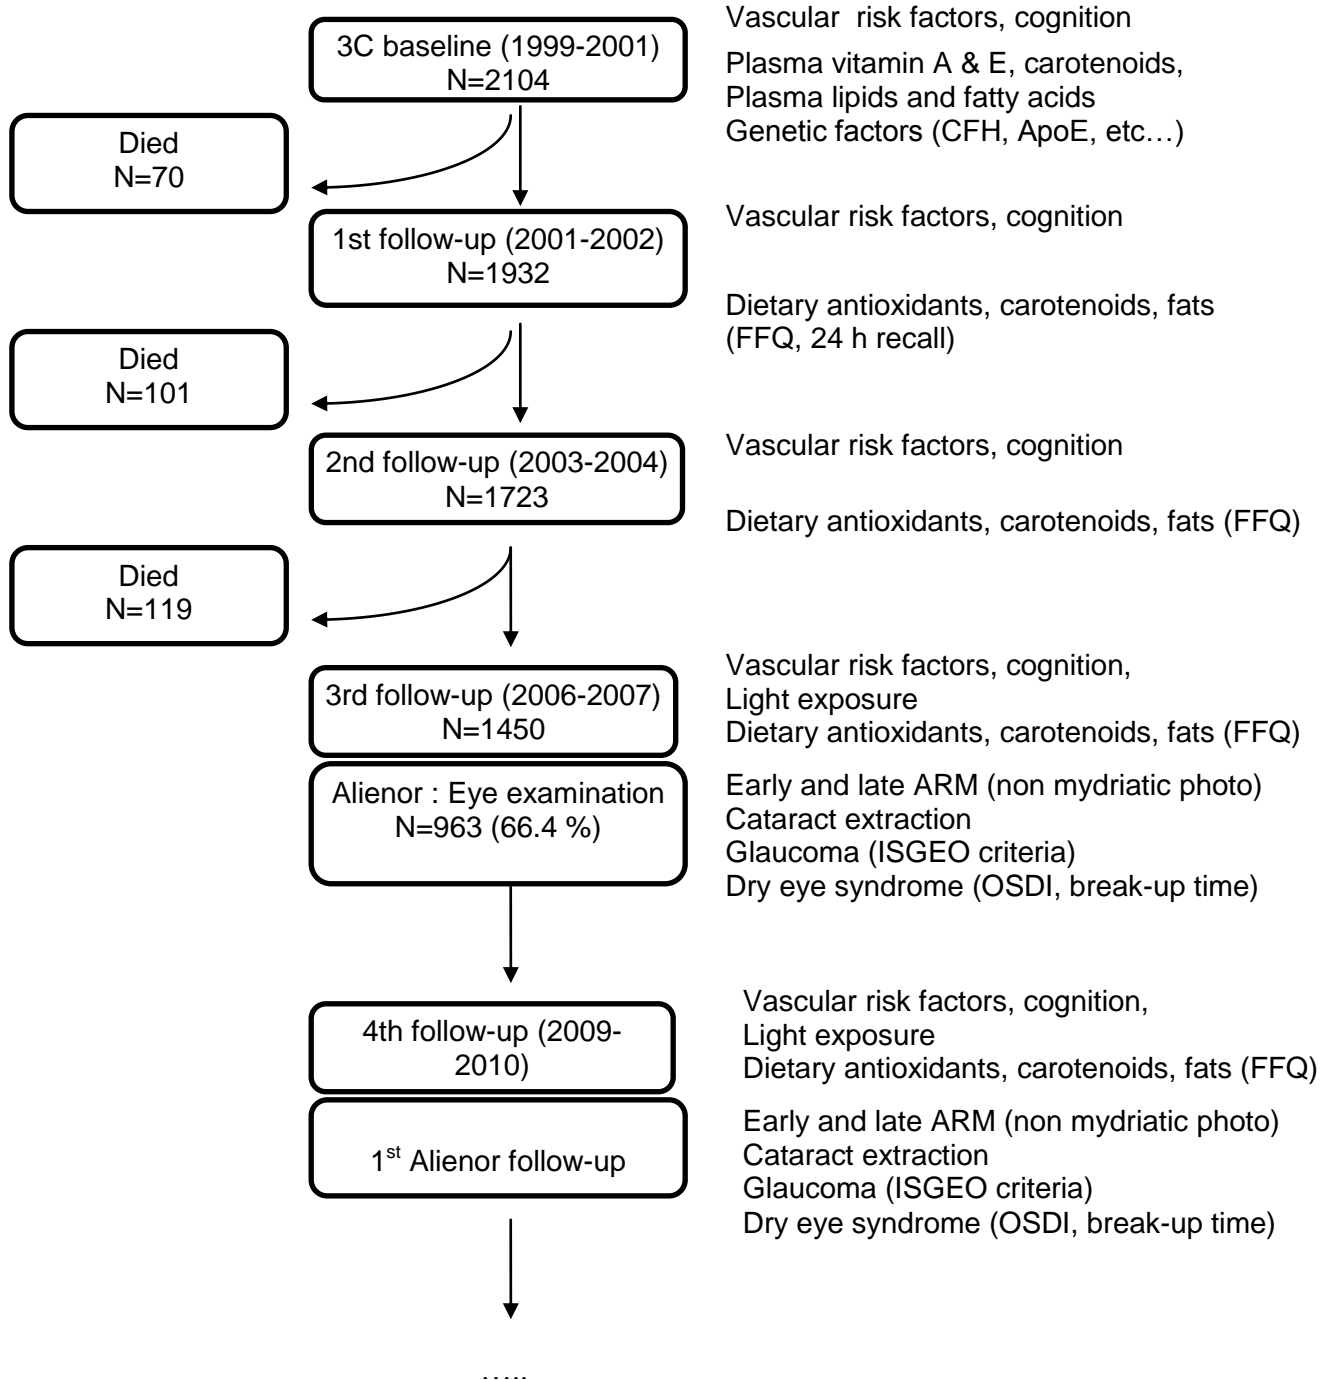 Vascular risk factors, cognition
3C baseline (1999-2001)
N=2104
Plasma vitamin A & E, carotenoids,
Plasma lipids and fatty acids
Genetic factors (CFH, ApoE, etc…)
Died
N=70
1st follow-up (2001-2002)
N=1932
Vascular risk factors, cognition
Dietary antioxidants, carotenoids, fats
(FFQ, 24 h recall)
Died
N=101
2nd follow-up (2003-2004)
N=1723
Vascular risk factors, cognition
Dietary antioxidants, carotenoids, fats (FFQ)
Died
N=119
3rd follow-up (2006-2007)
N=1450
Vascular risk factors, cognition,
Light exposure
Dietary antioxidants, carotenoids, fats (FFQ)
Alienor : Eye examination
N=963 (66.4 %)
Early and late ARM (non mydriatic photo)
Cataract extraction
Glaucoma (ISGEO criteria)
Dry eye syndrome (OSDI, break-up time)
4th follow-up (2009-
2010)
Vascular risk factors, cognition,
Light exposure
Dietary antioxidants, carotenoids, fats (FFQ)
1st Alienor follow-up
Early and late ARM (non mydriatic photo)
Cataract extraction
Glaucoma (ISGEO criteria)
Dry eye syndrome (OSDI, break-up time)
…..